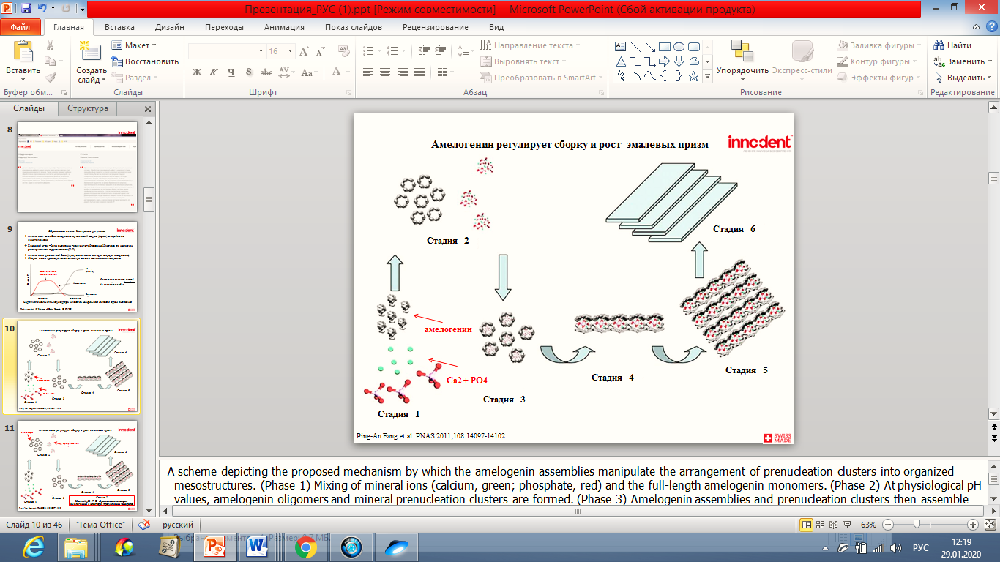 Презентация_РУС (1).ppt [Режим совместимости] - Microsoft PowerPoint (Сбой активации продукта)
Файл Главная Вставка Дизайн Переходы Анимация Показ слайдов Рецензирование Вид
Вставить
Буфер обм...
Создать слайд
Макет
Восстановить
Раздел
Слайды
16
Ж К Ч S abc AV Aa А
Шрифт
Направление текста
Выровнять текст
Преобразовать в SmartArt
Абзац
Упорядочить
Экспресс-стили
Заливка фигуры
Контур фигуры
Эффекты фигур
Рисование
Найти
Заменить
Выделить
Редактирование
Слайды Структура
8
9
10
11
Амелогенин регулирует сборку и рост эмалевых призм
innodent
Стадия 2
Стадия 6
амелогенин
Ca2 + PO4
Стадия 1
Стадия 3
Стадия 4
Стадия 5
Ping-An Fang et al. PNAS 2011;108:14097-14102
SWISS MADE
A scheme depicting the proposed mechanism by which the amelogenin assemblies manipulate the arrangement of prenucleation clusters into organized
mesostructures. (Phase 1) Mixing of mineral ions (calcium, green; phosphate, red) and the full-length amelogenin monomers. (Phase 2) At physiological pH
values, amelogenin oligomers and mineral prenucleation clusters are formed. (Phase 3) Amelogenin assemblies and prenucleation clusters then assemble
Слайд 10 из 46 "Тема Office" русский 63%
РУС
12:19
29.01.2020